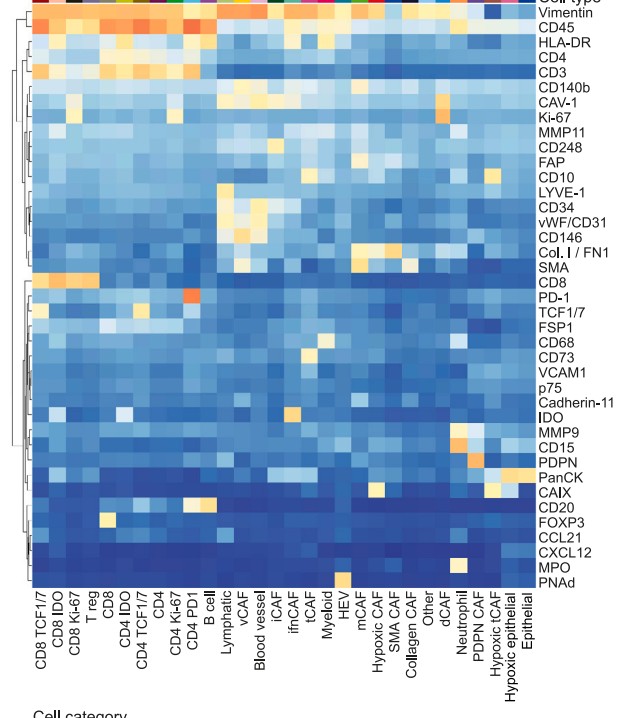 Cell type
Vimentin
CD45
HLA-DR
CD4
CD3
CD140b
CAV-1
Ki-67
MMP11
CD248
FAP
CD10
LYVE-1
CD34
vWF/CD31
CD146
Col. I / FN1
SMA
CD8
PD-1
TCF1/7
FSP1
CD68
CD73
VCAM1
p75
Cadherin-11
IDO
MMP9
CD15
PDPN
PanCK
CAIX
CD20
FOXP3
CCL21
CXCL12
MPO
PNAd
CD8 TCF1/7
CD8 IDO
CD8 Ki-67
T reg
CD8
CD4 IDO
CD4 TCF1/7
CD4
CD4 Ki-67
CD4 PD1
B cell
Lymphatic
vCAF
Blood vessel
iCAF
ifnCAF
tCAF
Myeloid
HEV
mCAF
Hypoxic CAF
SMA CAF
Collagen CAF
Other
dCAF
Neutrophil
PDPN CAF
Hypoxic tCAF
Hypoxic epithelial
Epithelial
Cell category